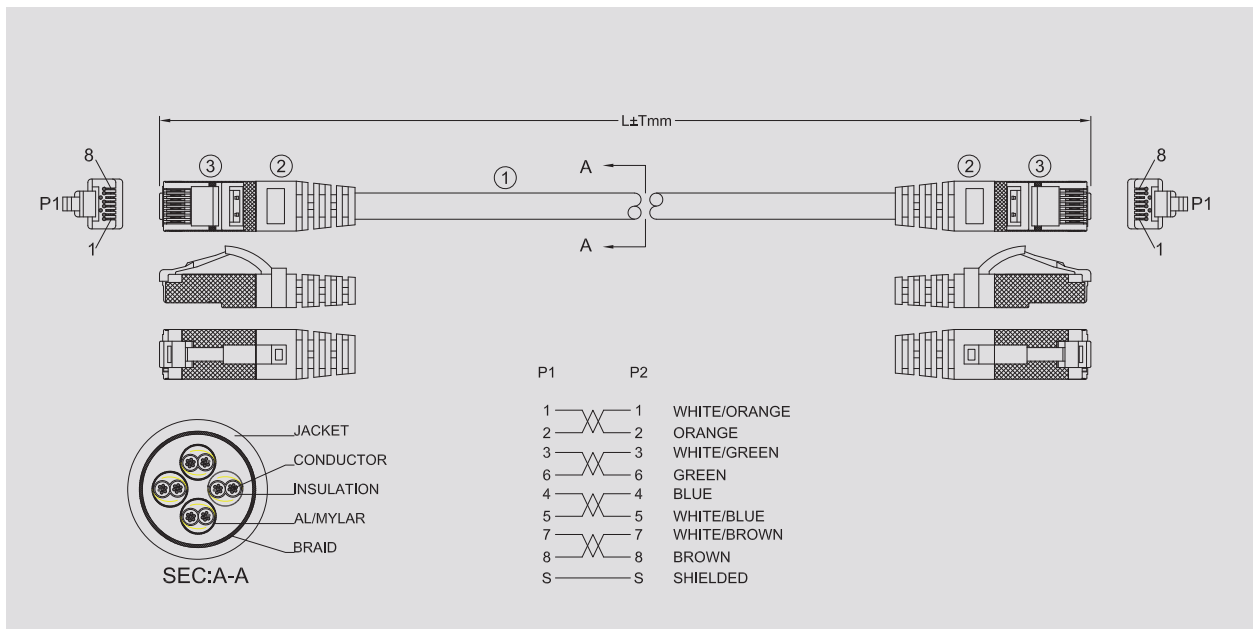 L±Tmm
3 2 1 A 2 3
8 8
P1 P1
1 A 1
P1 P2
1 1 WHITE/ORANGE
2 2 ORANGE
3 3 WHITE/GREEN
6 6 GREEN
4 4 BLUE
5 5 WHITE/BLUE
7 7 WHITE/BROWN
8 8 BROWN
S S SHIELDED
JACKET
CONDUCTOR
INSULATION
AL/MYLAR
BRAID
SEC:A-A